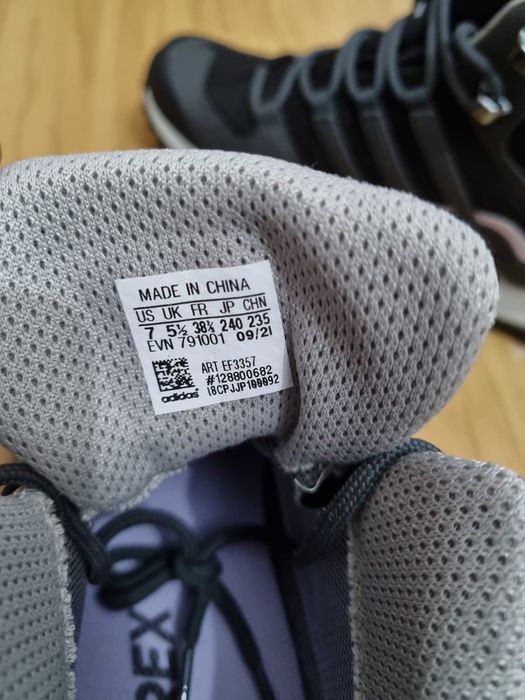 MADE IN CHINA
US UK FR JP CHN
7 5½ 38⅔ 240 235
EVN 791001 09/21
ART EF3357
#128800682
18CPJJP100092
adidas
REX